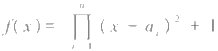 f(x) = ∏_{i=1}^{n} (x - a_i)^2 + 1